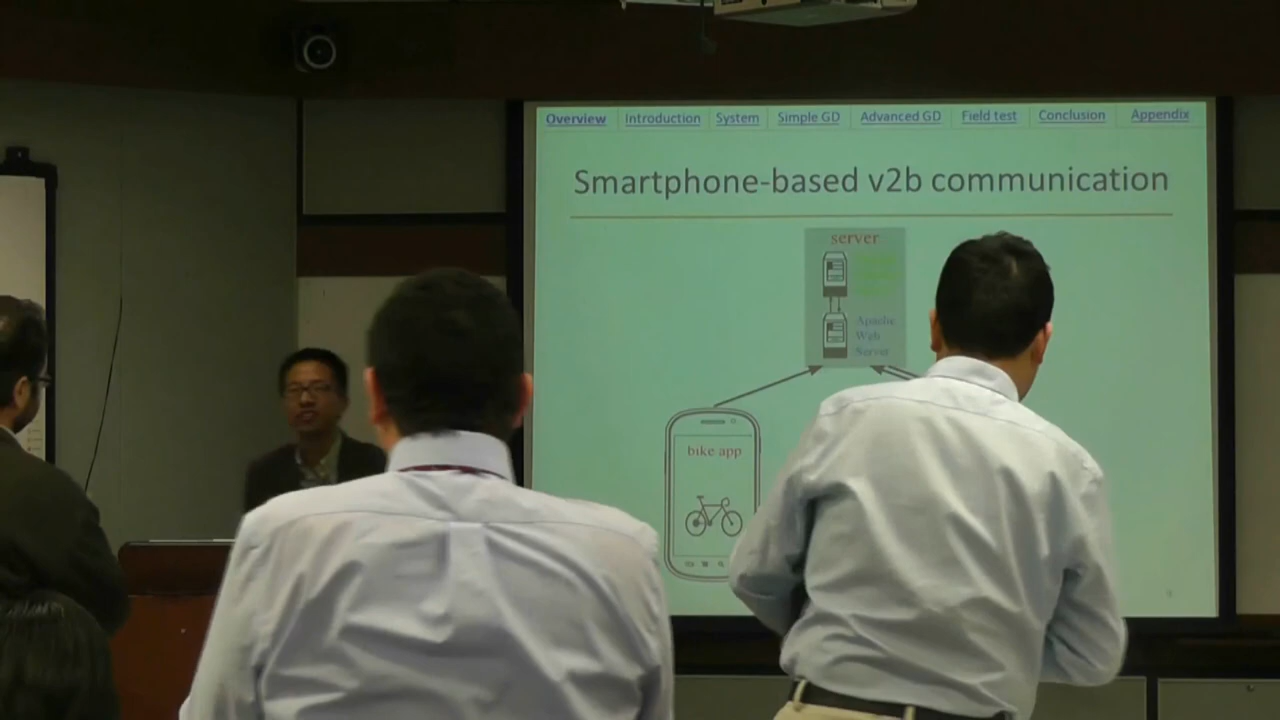 Overview Introduction System Simple GD Advanced GD Field test Conclusion Appendix
Smartphone-based v2b communication
server
Apache
Web
Server
bike app
9